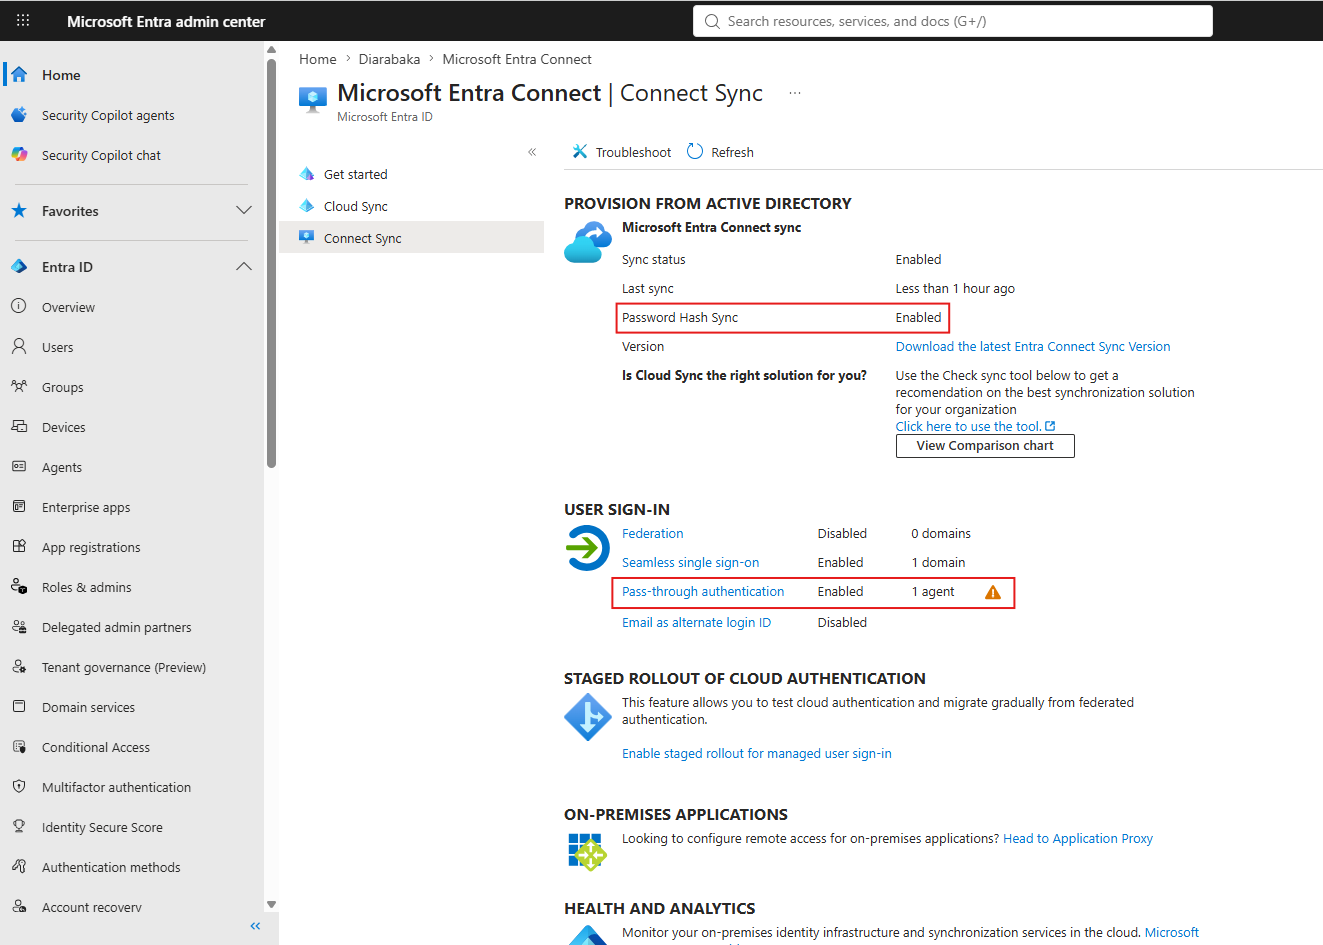 Microsoft Entra admin center
Search resources, services, and docs (G+/)
Home
Security Copilot agents
Security Copilot chat
Favorites
Entra ID
Overview
Users
Groups
Devices
Agents
Enterprise apps
App registrations
Roles & admins
Delegated admin partners
Tenant governance (Preview)
Domain services
Conditional Access
Multifactor authentication
Identity Secure Score
Authentication methods
Account recovery
Home > Diarabaka > Microsoft Entra Connect
Microsoft Entra Connect | Connect Sync ...
Microsoft Entra ID
Get started
Cloud Sync
Connect Sync
Troubleshoot Refresh
PROVISION FROM ACTIVE DIRECTORY
Microsoft Entra Connect sync
Sync status Enabled
Last sync Less than 1 hour ago
Password Hash Sync Enabled
Version Download the latest Entra Connect Sync Version
Is Cloud Sync the right solution for you? Use the Check sync tool below to get a
recomendation on the best synchronization solution
for your organization
Click here to use the tool.
View Comparison chart
USER SIGN-IN
Federation Disabled 0 domains
Seamless single sign-on Enabled 1 domain
Pass-through authentication Enabled 1 agent
Email as alternate login ID Disabled
STAGED ROLLOUT OF CLOUD AUTHENTICATION
This feature allows you to test cloud authentication and migrate gradually from federated
authentication.
Enable staged rollout for managed user sign-in
ON-PREMISES APPLICATIONS
Looking to configure remote access for on-premises applications? Head to Application Proxy
HEALTH AND ANALYTICS
Monitor your on-premises identity infrastructure and synchronization services in the cloud. Microsoft